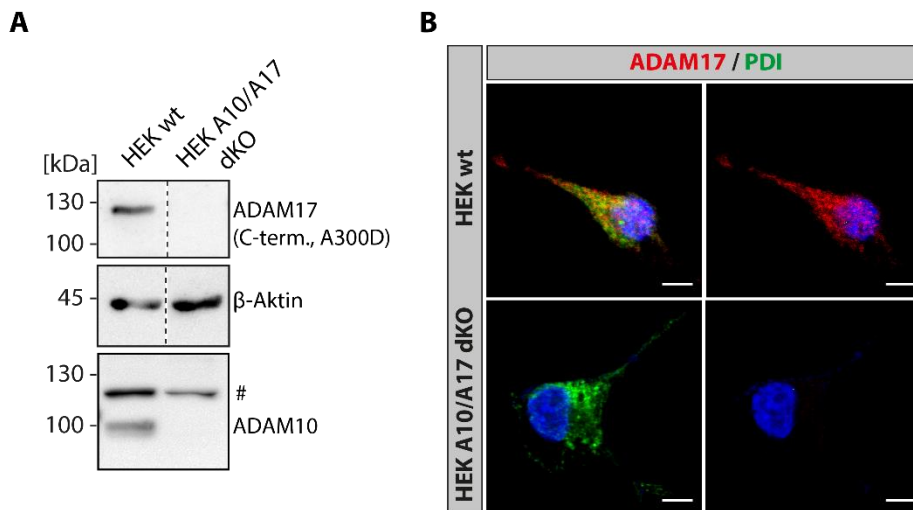 A
HEK wt
HEK A10/A17
dKO
[kDa]
130
100
ADAM17
(C-term., A300D)
45
β-Aktin
130
100
#
ADAM10
B
ADAM17 / PDI
HEK wt
HEK A10/A17 dKO